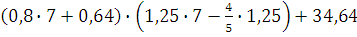 (0,8 · 7 + 0,64) · (1,25 · 7 − 4/5 · 1,25) + 34,64